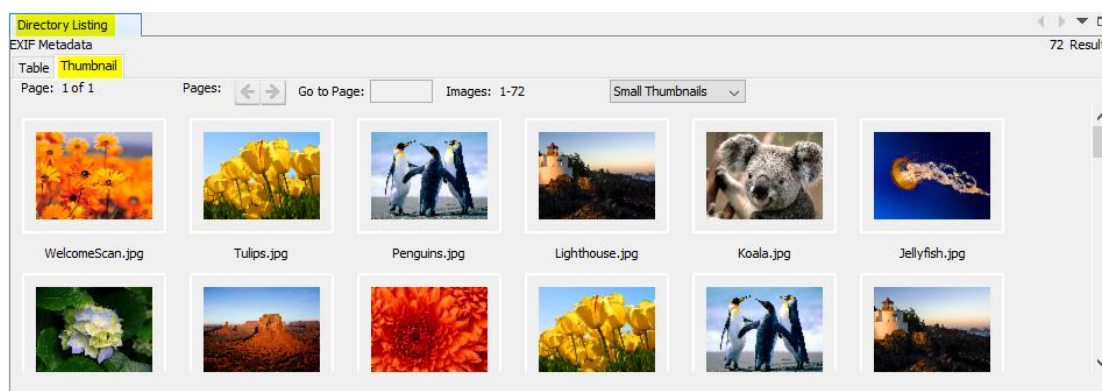 Directory Listing
EXIF Metadata
72 Result
Table Thumbnail
Page: 1 of 1 Pages: Go to Page: Images: 1-72 Small Thumbnails
WelcomeScan.jpg Tulips.jpg Penguins.jpg Lighthouse.jpg Koala.jpg Jellyfish.jpg